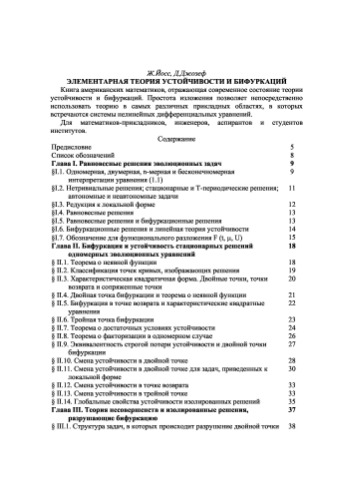 Ж.Йосс, Д.Джозеф
ЭЛЕМЕНТАРНАЯ ТЕОРИЯ УСТОЙЧИВОСТИ И БИФУРКАЦИЙ
Книга американских математиков, отражающая современное состояние теории
устойчивости и бифуркаций. Простота изложения позволяет непосредственно
использовать теорию в самых различных прикладных областях, в которых
встречаются системы нелинейных дифференциальных уравнений.
Для математиков-прикладников, инженеров, аспирантов и студентов
институтов.
Содержание
Предисловие 5
Список обозначений 8
Глава I. Равновесные решения эволюционных задач 9
§I.1. Одномерная, двумерная, n-мерная и бесконечномерная 9
интерпретации уравнения (1.1)
§I.2. Нетривиальные решения; стационарные и T-периодические решения; 11
автономные и неавтономные задачи
§I.3. Редукция к локальной форме 12
§I.4. Равновесные решения 13
§I.5. Равновесные решения и бифуркационные решения 13
§I.6. Бифуркационные решения и линейная теория устойчивости 14
§I.7. Обозначение для функционального разложения F (t, μ, U) 15
Глава II. Бифуркация и устойчивость стационарных решений 18
одномерных эволюционных уравнений
§ II.1. Теорема о неявной функции 18
§ II.2. Классификация точек кривых, изображающих решения 19
§ II.3. Характеристическая квадратичная форма. Двойные точки, точки 20
возврата и сопряженные точки
§ II.4. Двойная точка бифуркации и теорема о неявной функции 21
§ II.5. Бифуркация в точке возврата и характеристические квадратные 22
уравнения
§ II.6. Тройная точка бифуркации 23
§ II.7. Теорема о достаточных условиях устойчивости 24
§ II.8. Теорема о факторизации в одномерном случае 26
§ II.9. Эквивалентность строгой потери устойчивости и двойной точки 27
бифуркации
§ II.10. Смена устойчивости в двойной точке 28
§ II.11. Смена устойчивости в двойной точке для задач, приведенных к 30
локальной форме
§ II.12. Смена устойчивости в точке возврата 33
§ II.13. Смена устойчивости в тройной точке 33
§ II.14. Глобальные свойства устойчивости изолированных решений 35
Глава III. Теория несовершенств и изолированные решения, 37
разрушающие бифуркацию
§ III.1. Структура задач, в которых происходит разрушение двойной точки 38